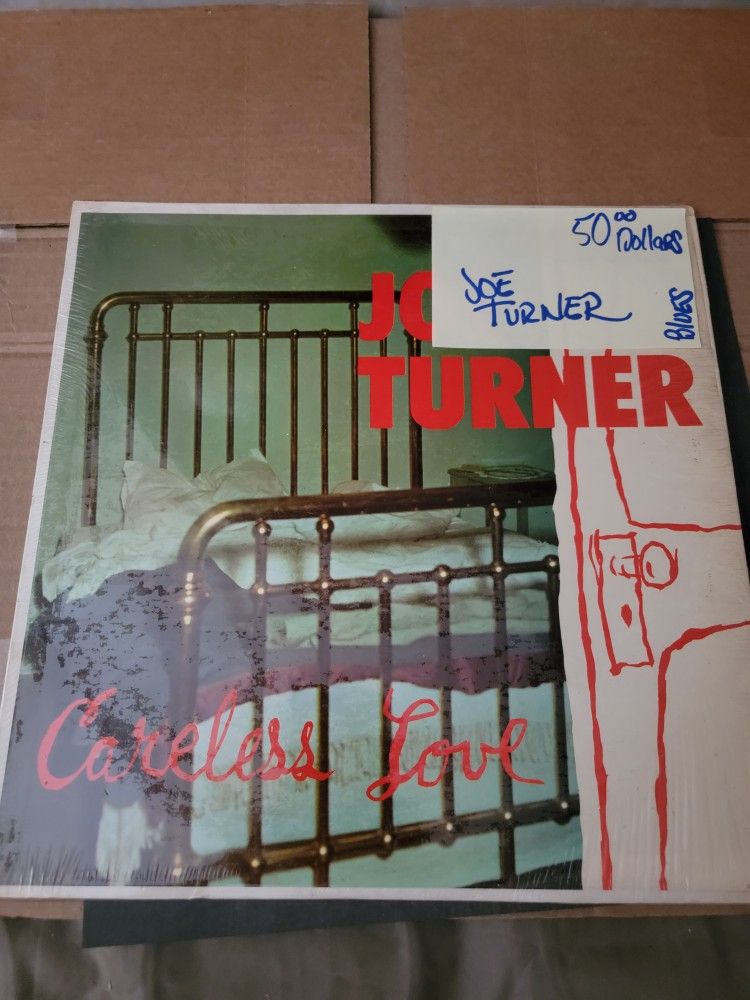 50 00
Dollars
JOE
TURNER
Blues
JO
TURNER
Careless Love